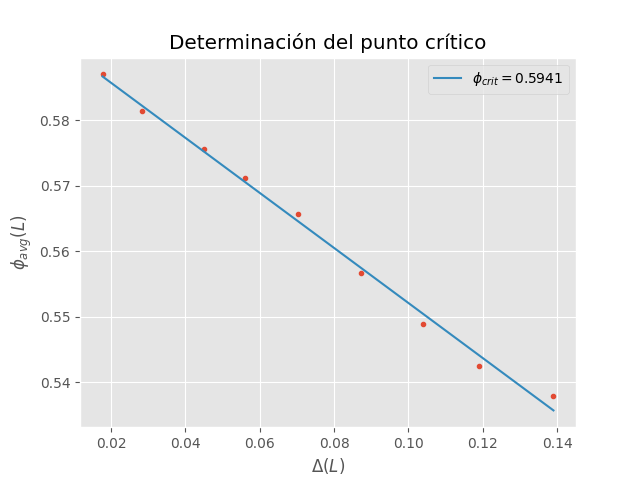 Determinación del punto crítico
ϕ_crit = 0.5941
ϕ_avg(L)
0.58
0.57
0.56
0.55
0.54
0.02 0.04 0.06 0.08 0.10 0.12 0.14
Δ(L)